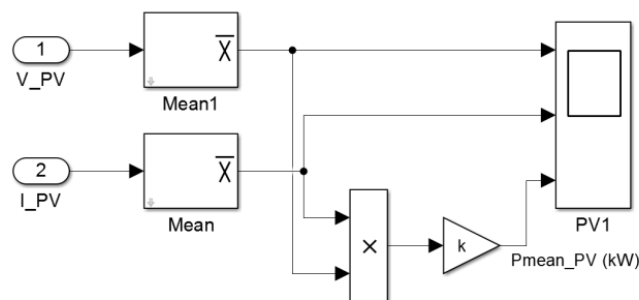 1
V_PV
X
Mean1
2
I_PV
X
Mean
×
k
Pmean_PV (kW)
PV1